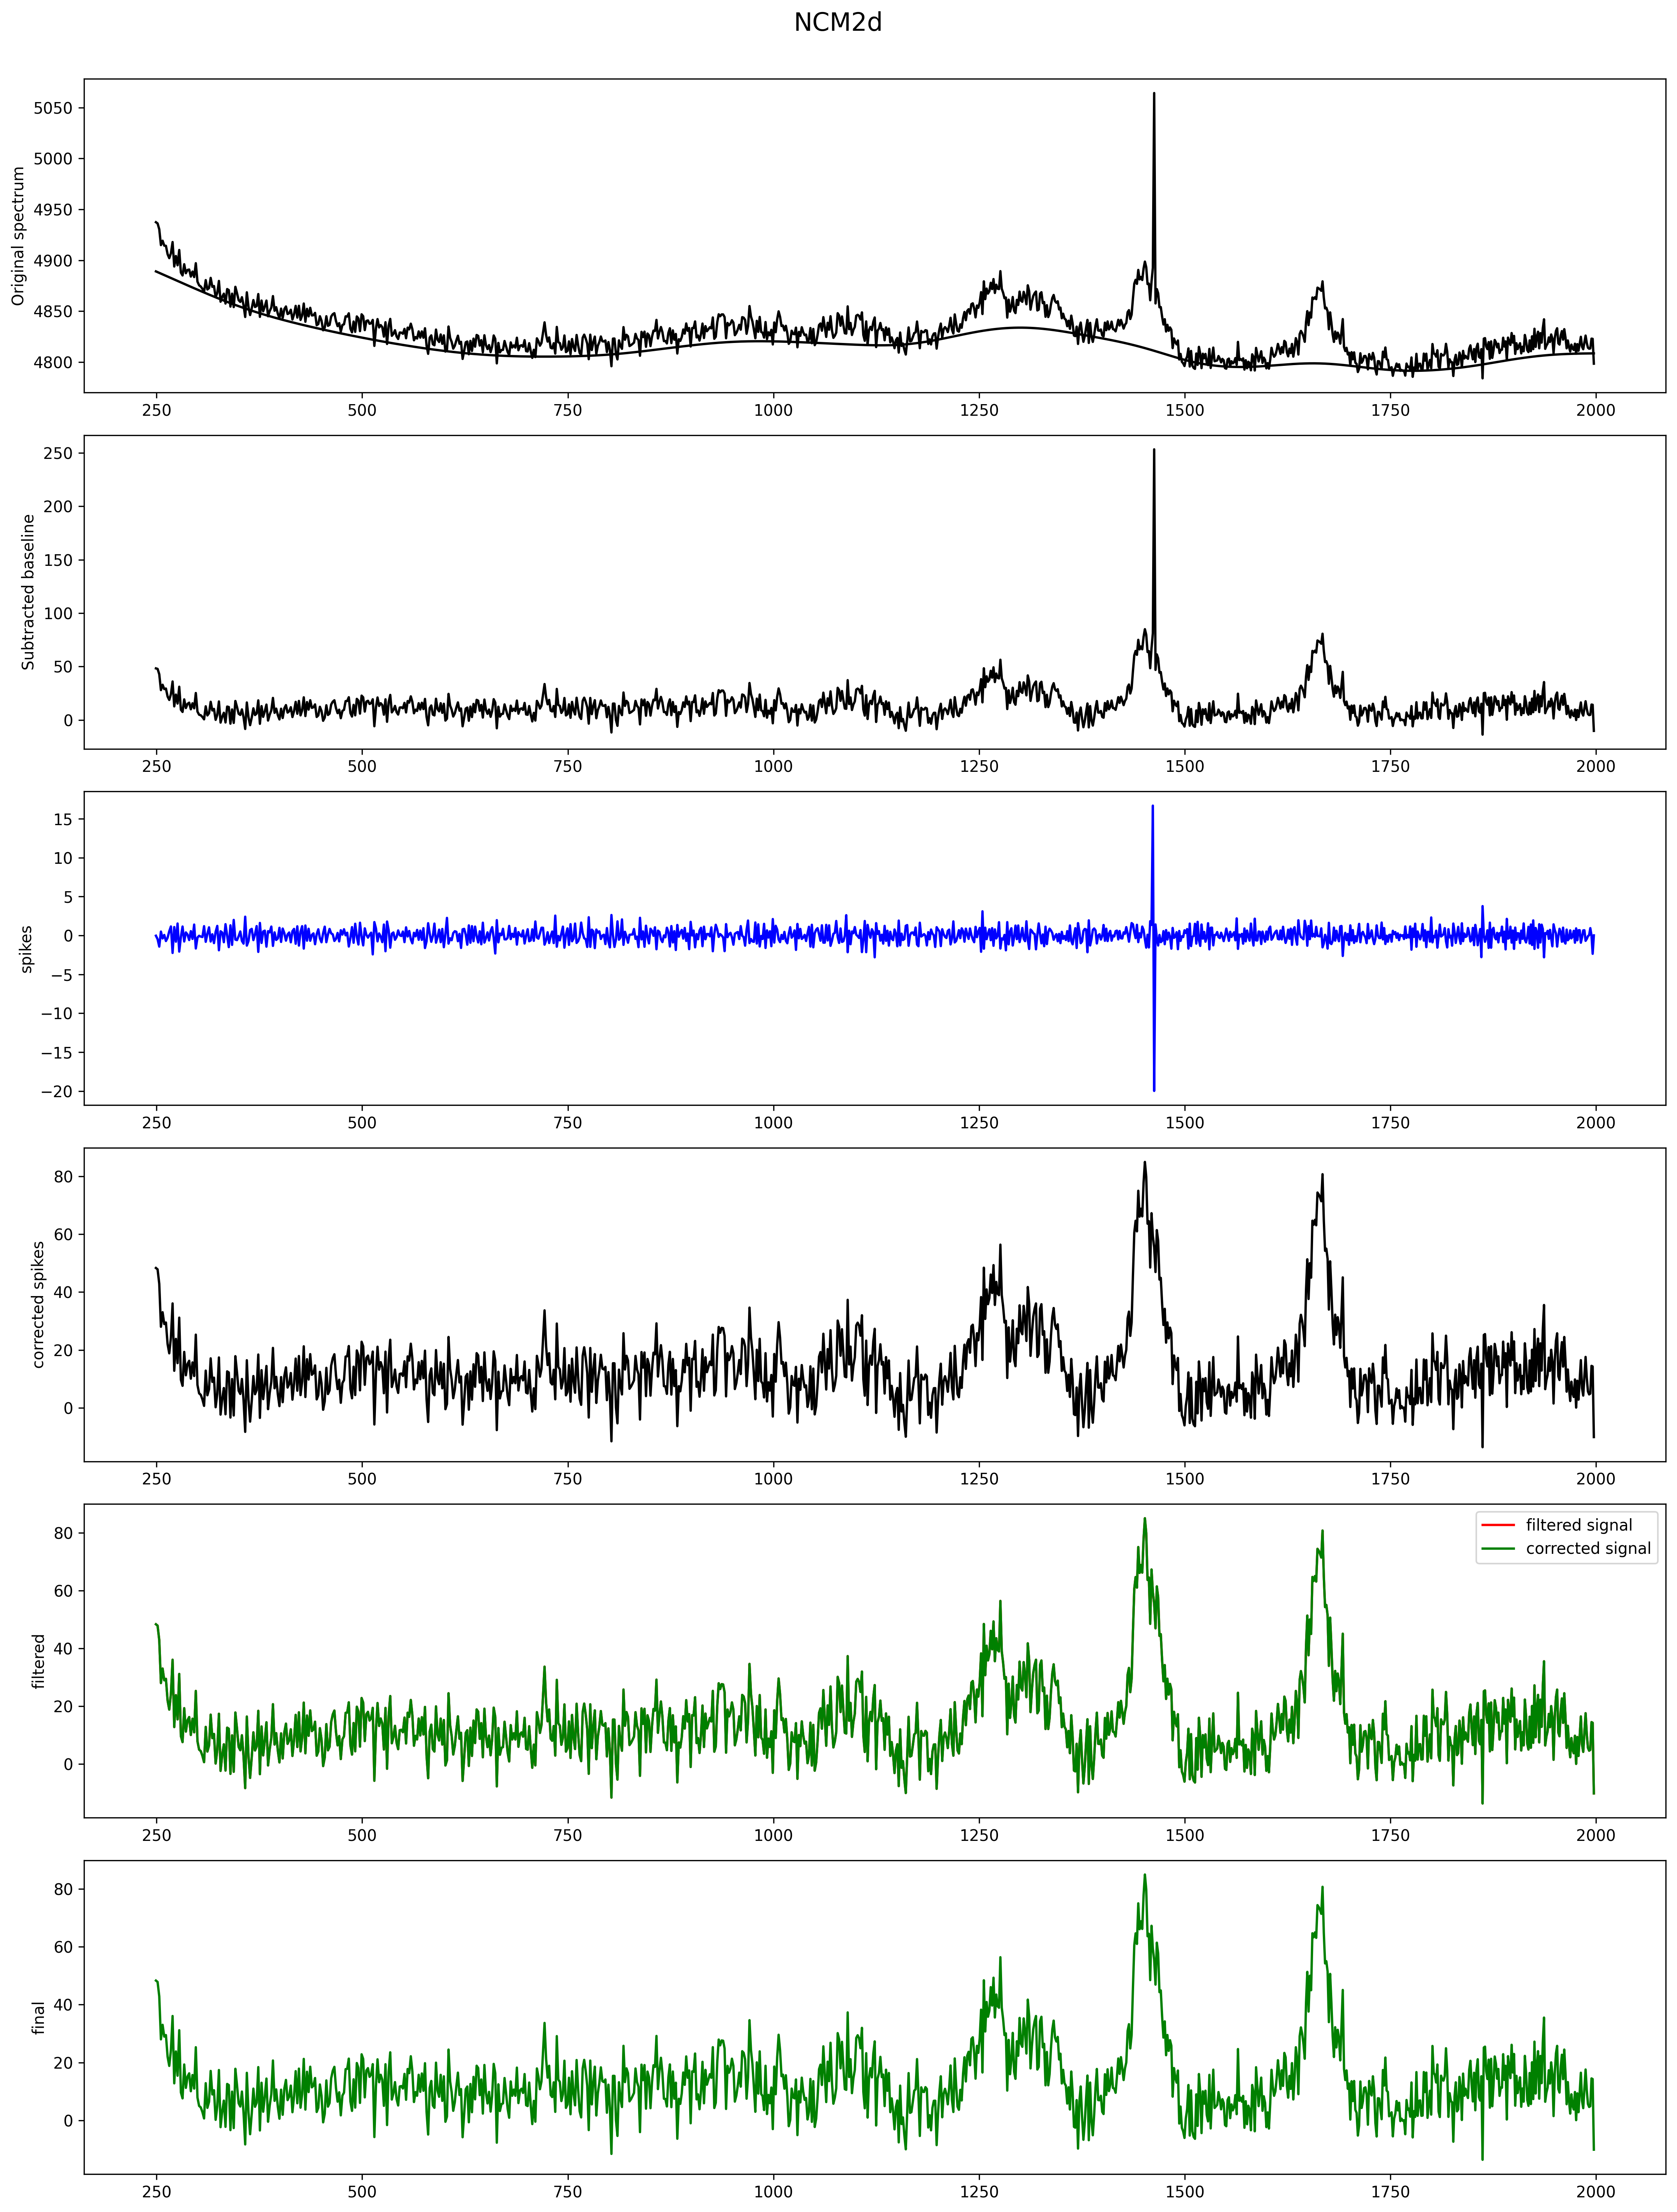 NCM2d
Original spectrum
5050
5000
4950
4900
4850
4800
250 500 750 1000 1250 1500 1750 2000
Subtracted baseline
250
200
150
100
50
0
250 500 750 1000 1250 1500 1750 2000
spikes
15
10
5
0
−5
−10
−15
−20
250 500 750 1000 1250 1500 1750 2000
corrected spikes
80
60
40
20
0
250 500 750 1000 1250 1500 1750 2000
filtered
80
60
40
20
0
filtered signal
corrected signal
250 500 750 1000 1250 1500 1750 2000
final
80
60
40
20
0
250 500 750 1000 1250 1500 1750 2000